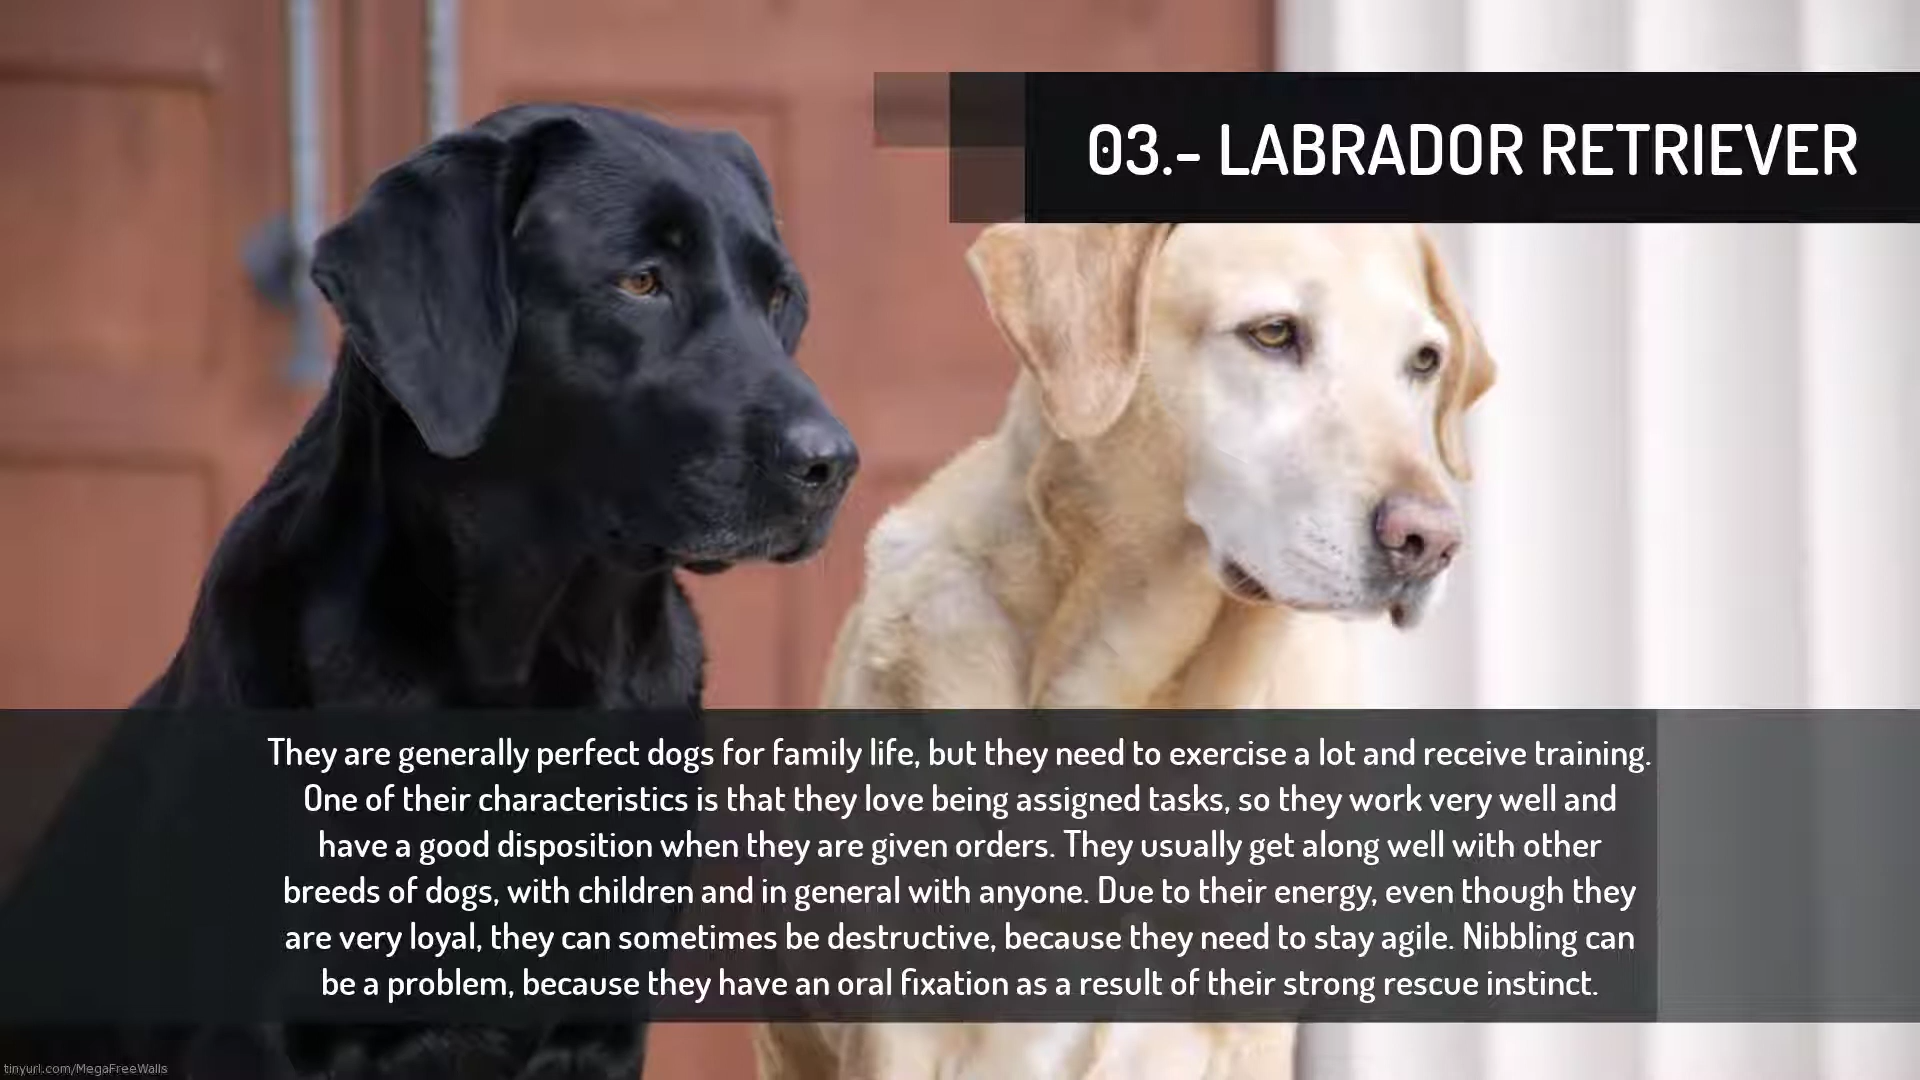 03.- LABRADOR RETRIEVER
They are generally perfect dogs for family life, but they need to exercise a lot and receive training.
One of their characteristics is that they love being assigned tasks, so they work very well and
have a good disposition when they are given orders. They usually get along well with other
breeds of dogs, with children and in general with anyone. Due to their energy, even though they
are very loyal, they can sometimes be destructive, because they need to stay agile. Nibbling can
be a problem, because they have an oral fixation as a result of their strong rescue instinct.
tinyurl.com/MegaFreeWalls